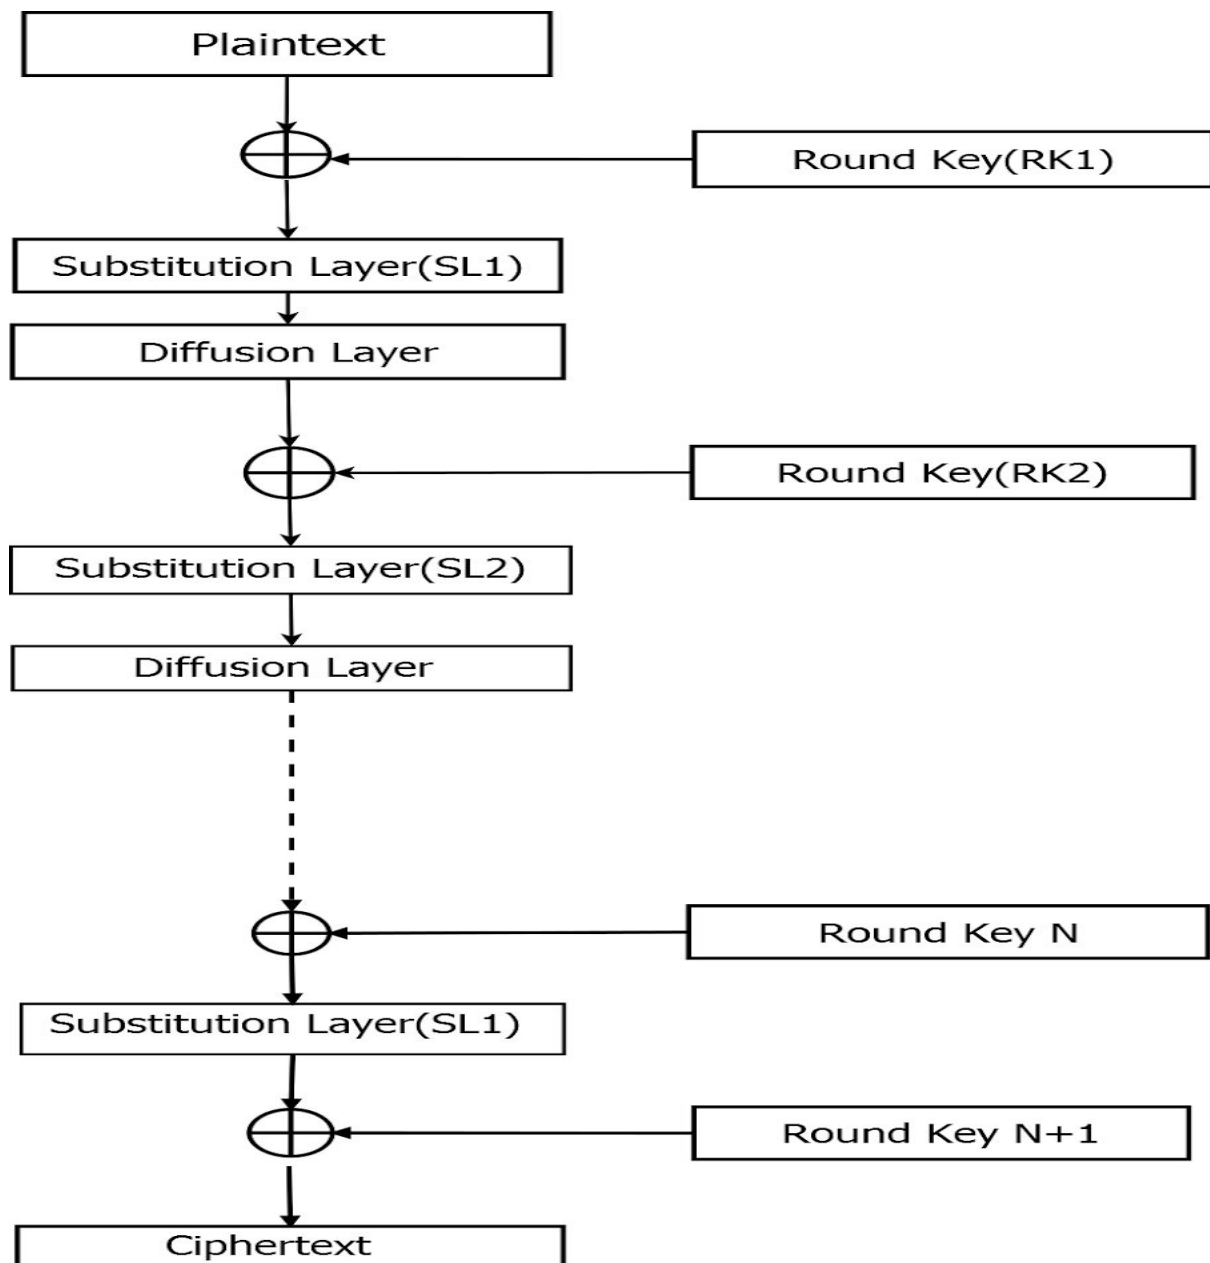 Plaintext
Round Key(RK1)
Substitution Layer(SL1)
Diffusion Layer
Round Key(RK2)
Substitution Layer(SL2)
Diffusion Layer
Round Key N
Substitution Layer(SL1)
Round Key N+1
Ciphertext